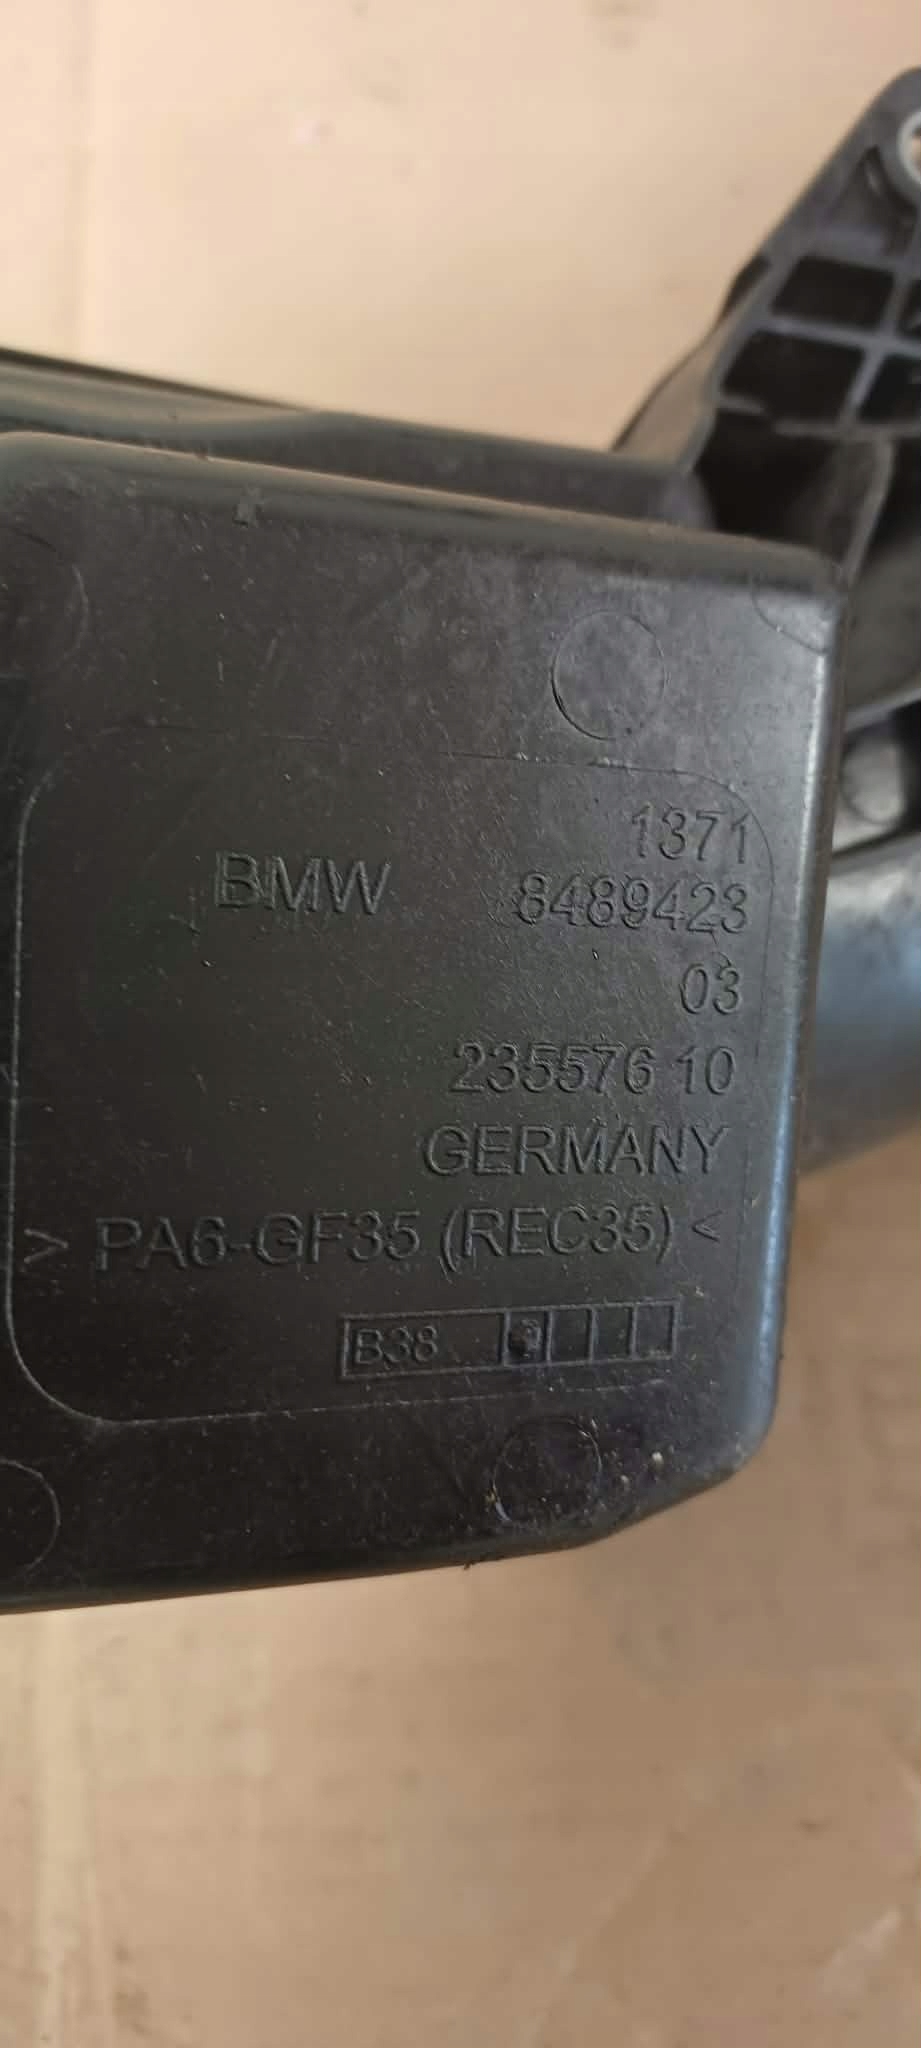 1371
BMW 8489423
03
235576 10
GERMANY
> PA6-GF35 (REC35) <
B38